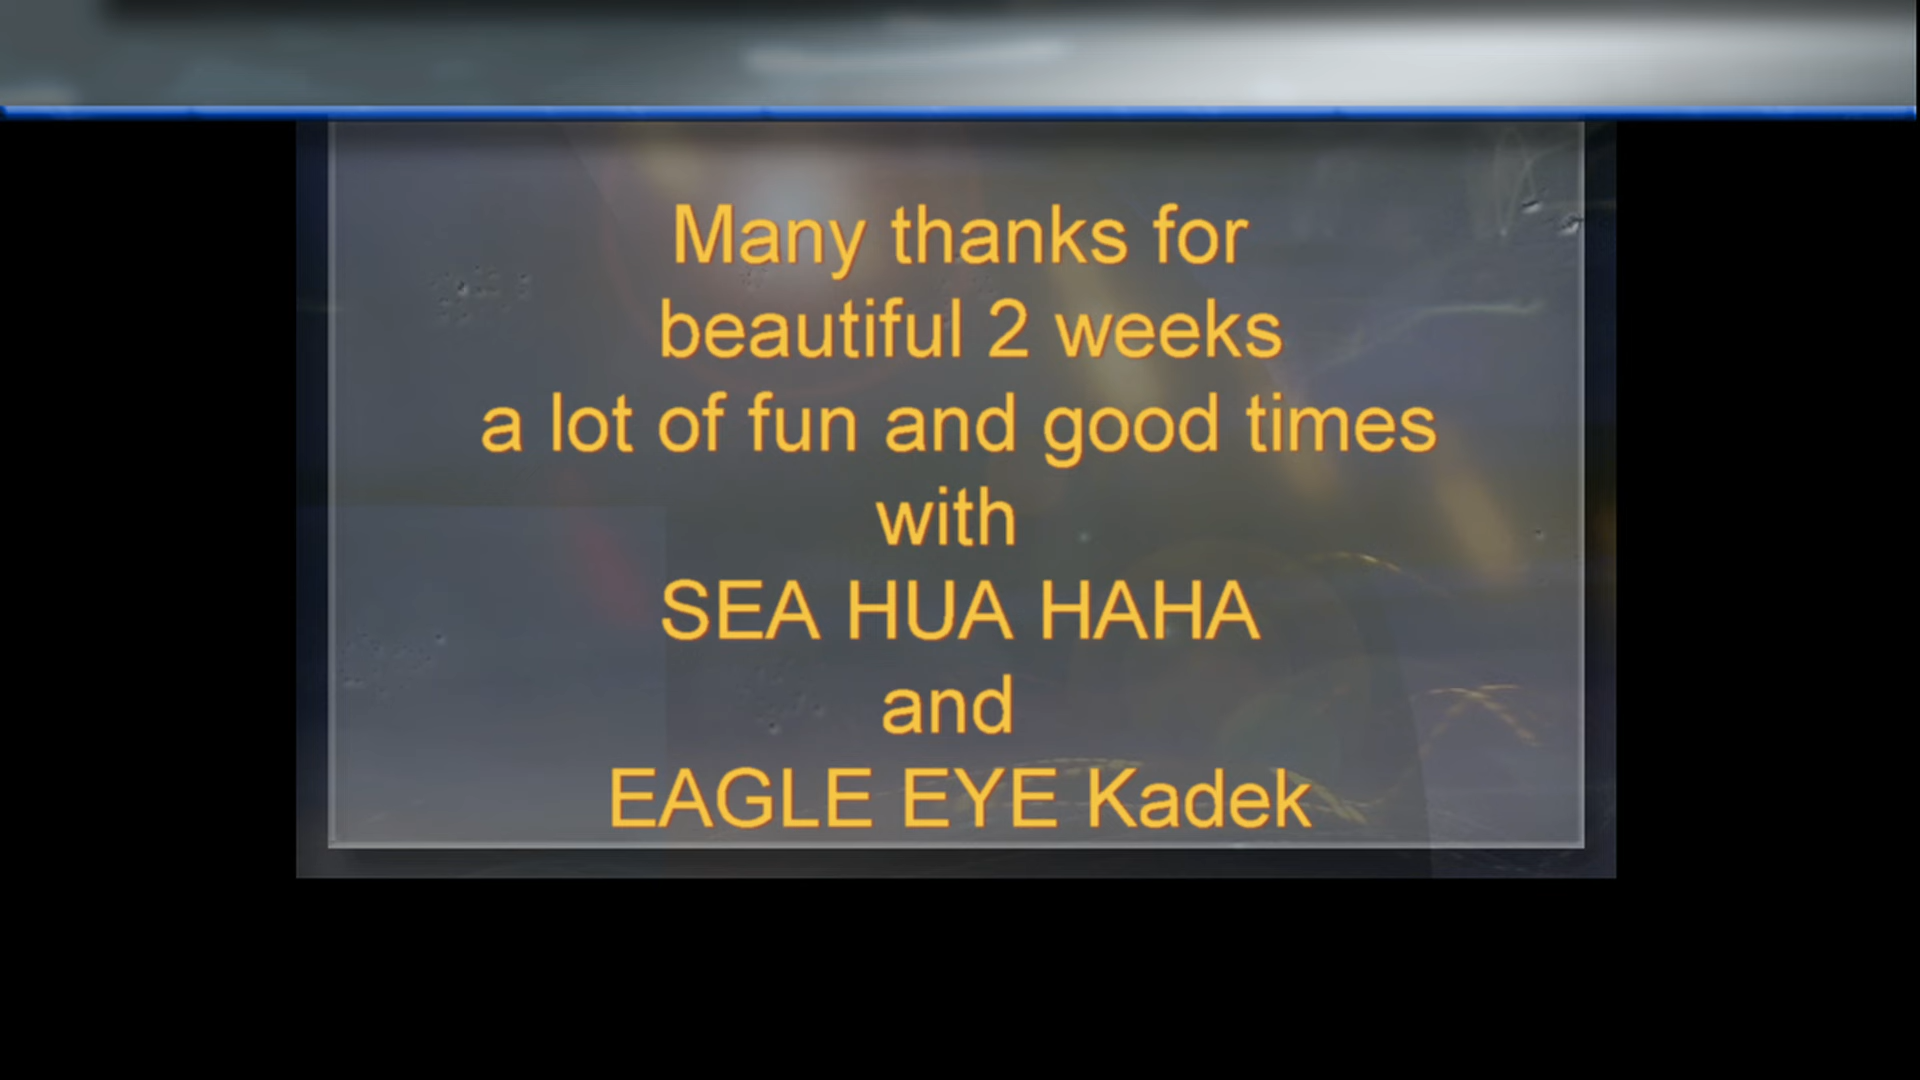 Many thanks for
beautiful 2 weeks
a lot of fun and good times
with
SEA HUA HAHA
and
EAGLE EYE Kadek